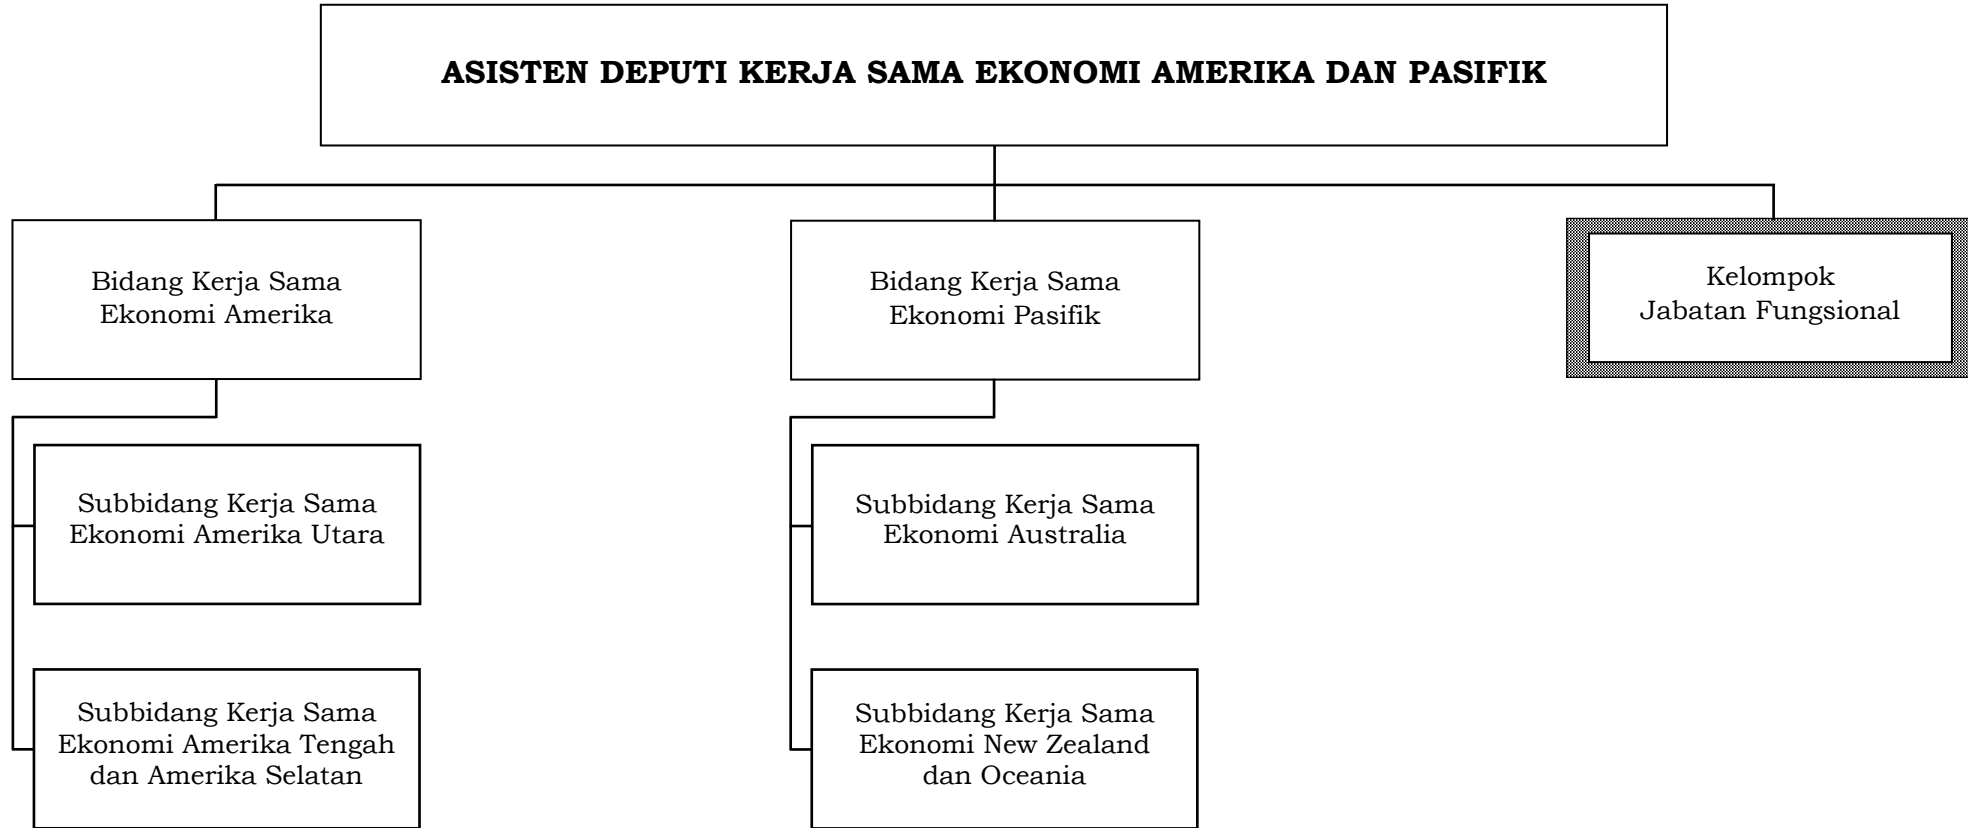 ASISTEN DEPUTI KERJA SAMA EKONOMI AMERIKA DAN PASIFIK
Bidang Kerja Sama
Ekonomi Amerika
Bidang Kerja Sama
Ekonomi Pasifik
Kelompok
Jabatan Fungsional
Subbidang Kerja Sama
Ekonomi Amerika Utara
Subbidang Kerja Sama
Ekonomi Australia
Subbidang Kerja Sama
Ekonomi Amerika Tengah
dan Amerika Selatan
Subbidang Kerja Sama
Ekonomi New Zealand
dan Oceania